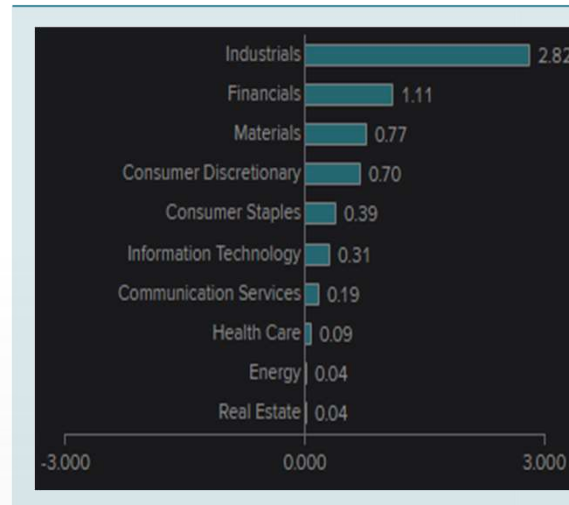 Industrials 2.82
Financials 1.11
Materials 0.77
Consumer Discretionary 0.70
Consumer Staples 0.39
Information Technology 0.31
Communication Services 0.19
Health Care 0.09
Energy 0.04
Real Estate 0.04
-3.000 0.000 3.000